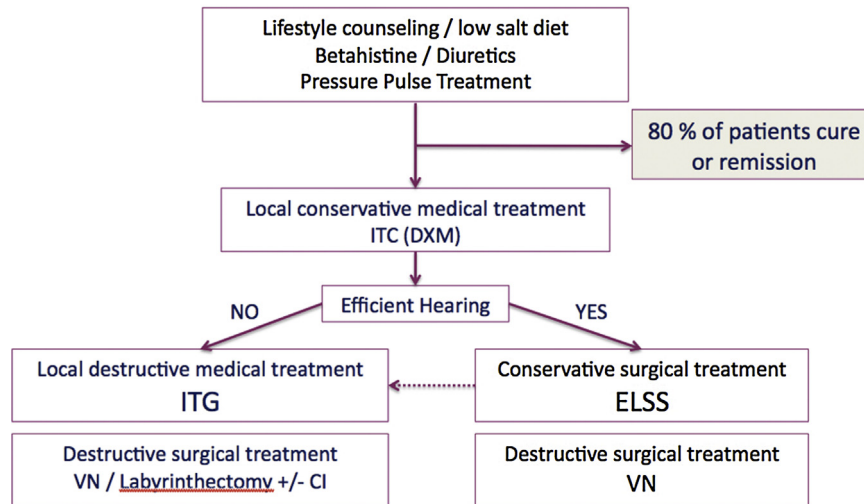 Lifestyle counseling / low salt diet
Betahistine / Diuretics
Pressure Pulse Treatment
80 % of patients cure
or remission
Local conservative medical treatment
ITC (DXM)
Efficient Hearing
NO
YES
Local destructive medical treatment
ITG
Conservative surgical treatment
ELSS
Destructive surgical treatment
VN / Labyrinthectomy +/- CI
Destructive surgical treatment
VN